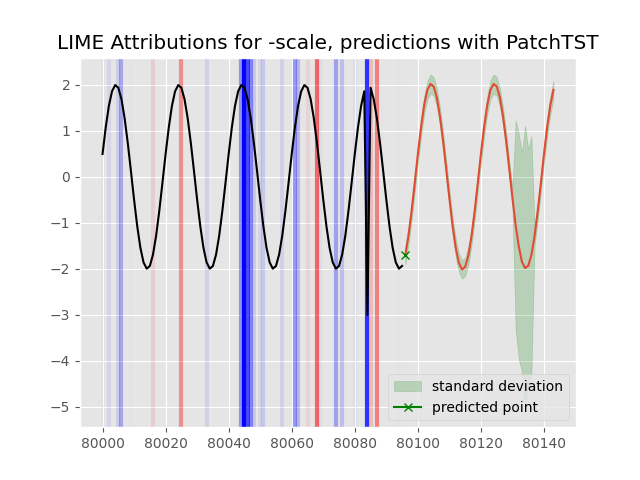 LIME Attributions for -scale, predictions with PatchTST
2
1
0
−1
−2
−3
−4
−5
80000 80020 80040 80060 80080 80100 80120 80140
standard deviation
predicted point